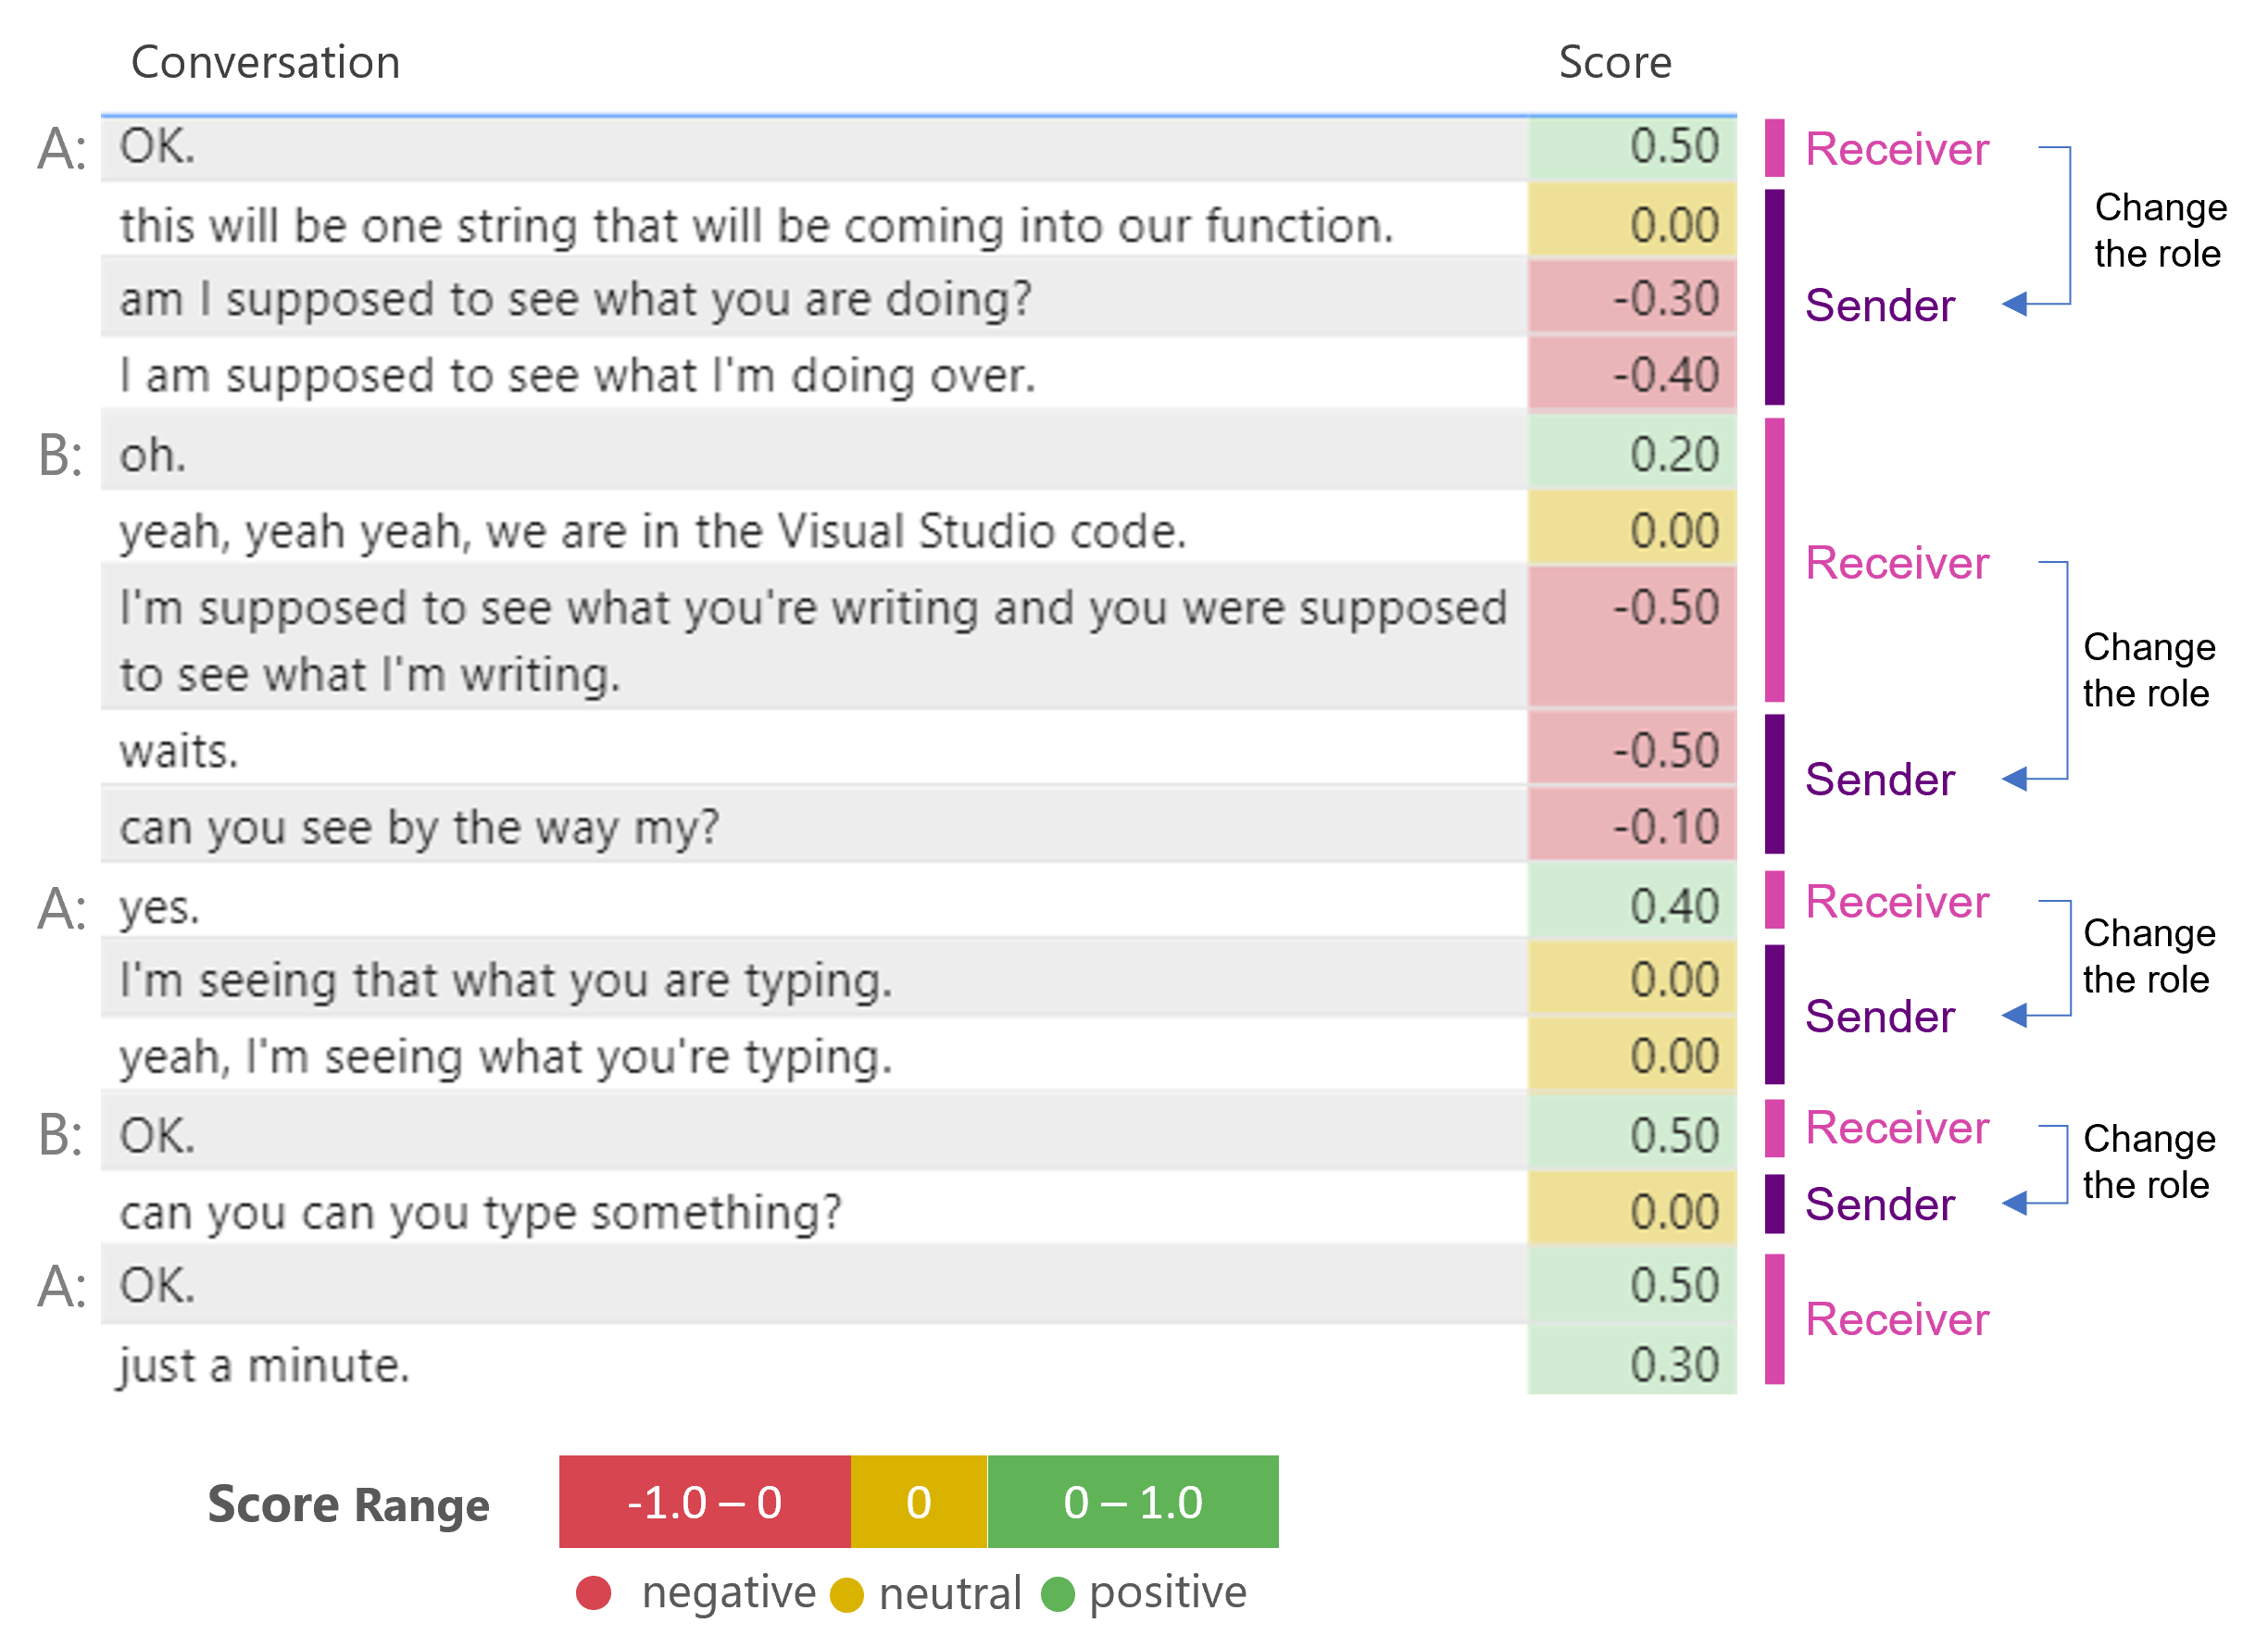 Conversation Score
A: OK. 0.50 Receiver
this will be one string that will be coming into our function. 0.00
Change
the role
am I supposed to see what you are doing? -0.30 Sender
I am supposed to see what I'm doing over. -0.40
B: oh. 0.20
yeah, yeah yeah, we are in the Visual Studio code. 0.00 Receiver
I'm supposed to see what you're writing and you were supposed -0.50
to see what I'm writing.
Change
the role
waits. -0.50 Sender
can you see by the way my? -0.10
A: yes. 0.40 Receiver
Change
the role
I'm seeing that what you are typing. 0.00 Sender
yeah, I'm seeing what you're typing. 0.00
B: OK. 0.50 Receiver
Change
the role
can you can you type something? 0.00 Sender
A: OK. 0.50 Receiver
just a minute. 0.30
Score Range -1.0 – 0 0 0 – 1.0
negative neutral positive